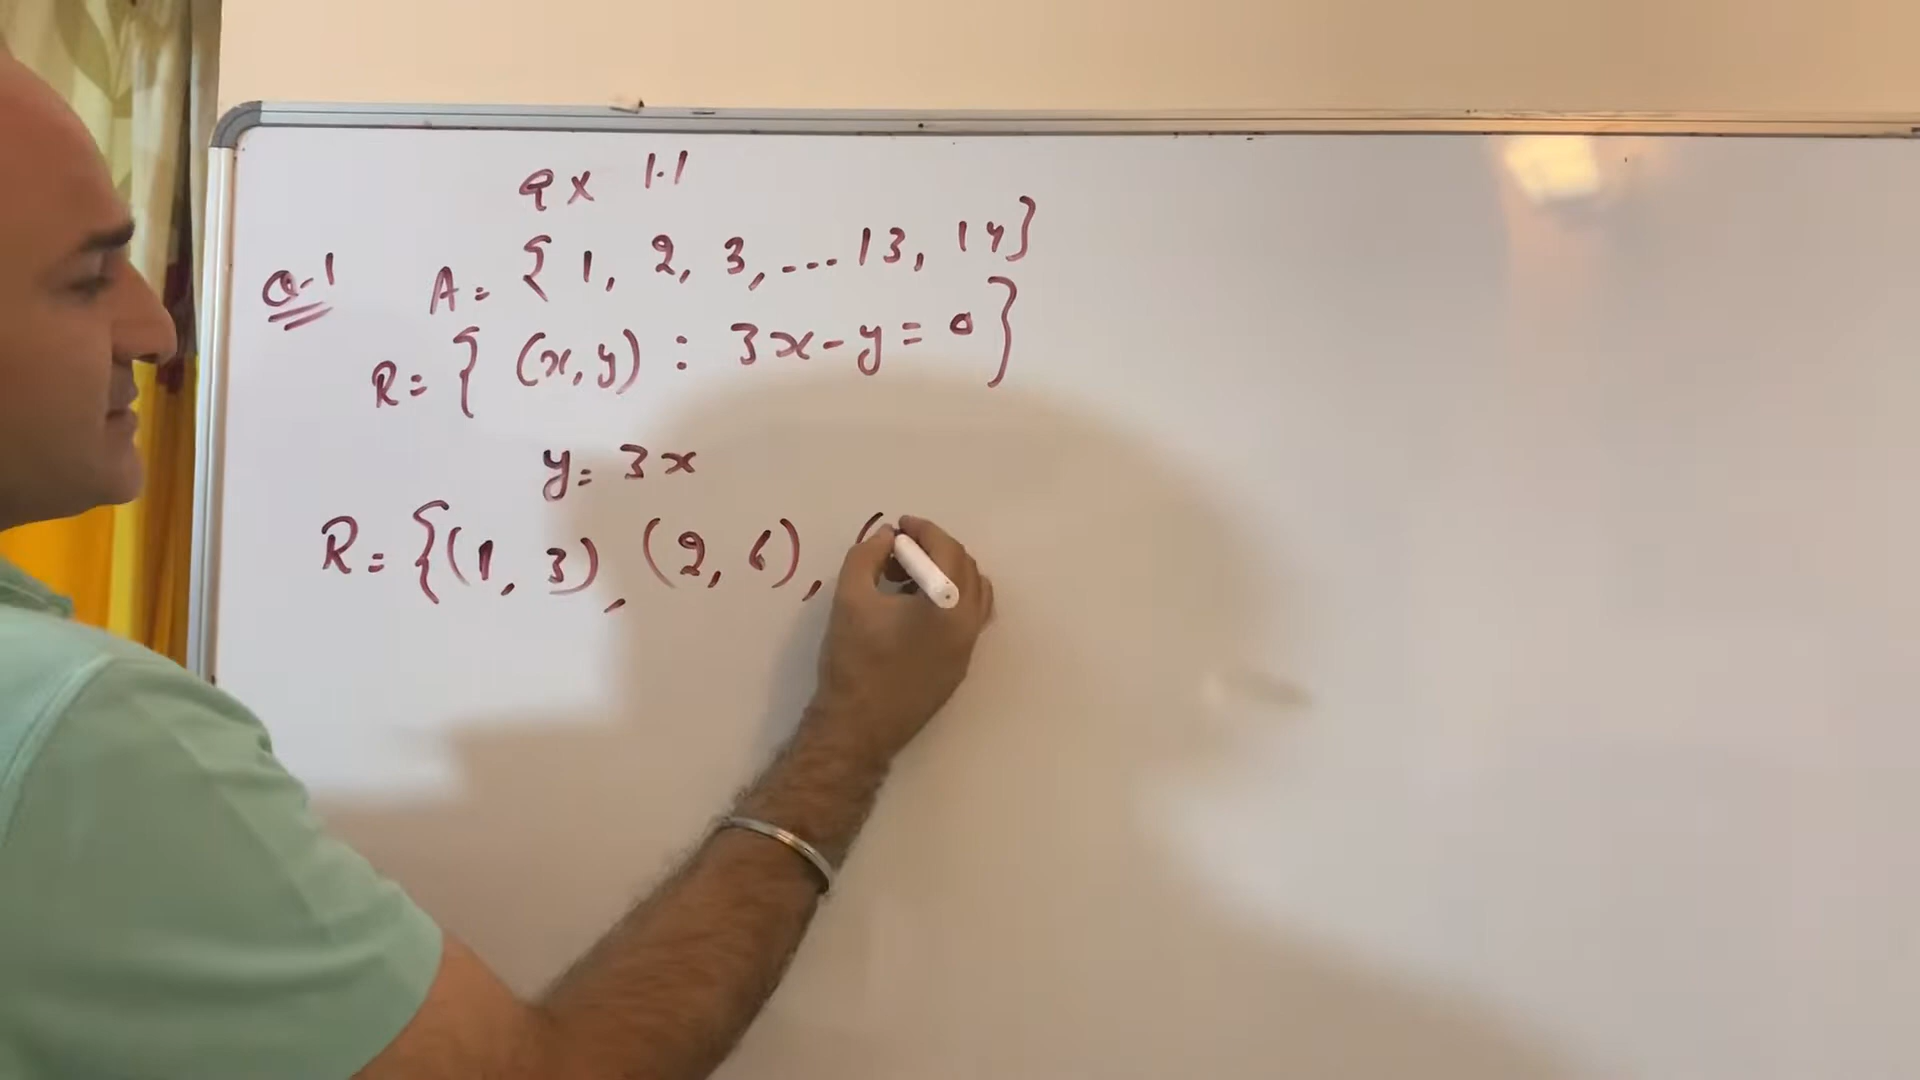 ex 1.1
Q-1 A = { 1, 2, 3, ... 13, 14}
R = { (x, y) : 3x - y = 0 }
y = 3x
R = {(1, 3), (2, 6), (